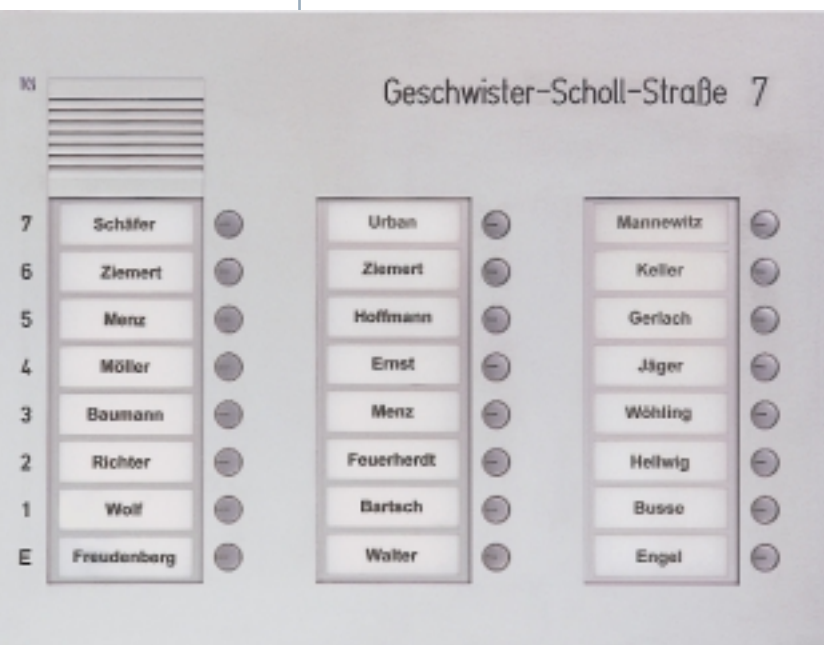 Geschwister-Scholl-Straße 7
7 Schäfer Urban Mannewitz
6 Ziemert Ziemert Keller
5 Menz Hoffmann Gerlach
4 Möller Ernst Jäger
3 Baumann Menz Wöhling
2 Richter Feuerherdt Hellwig
1 Wolf Bartsch Busse
E Freudenberg Walter Engel